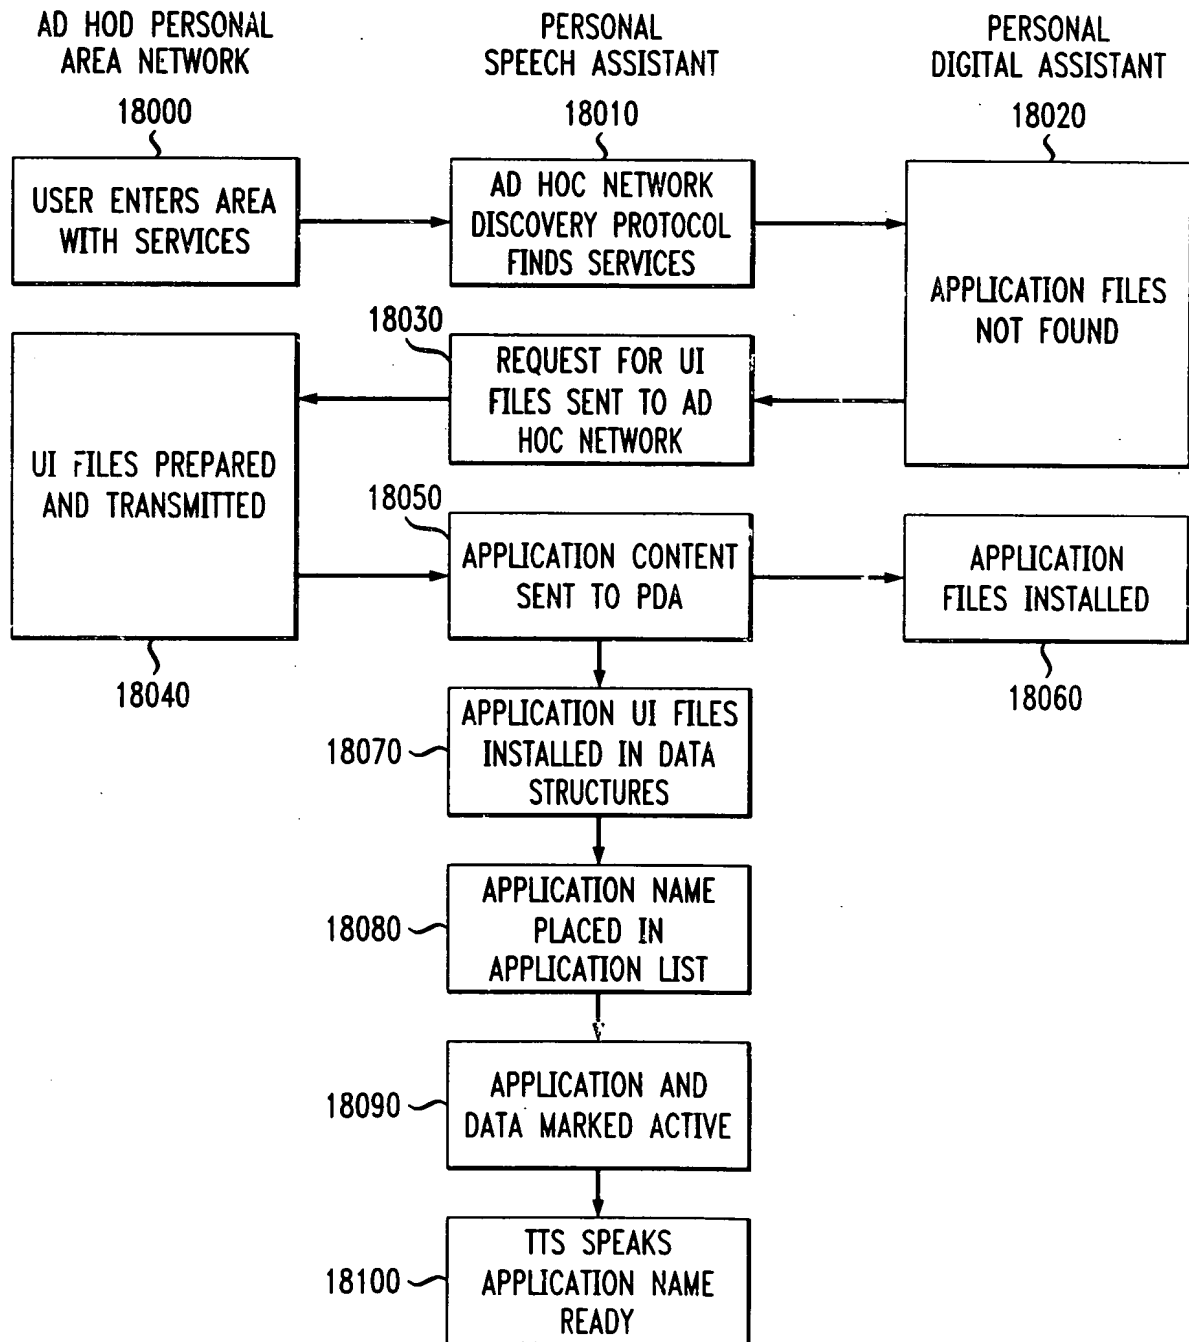 AD HOD PERSONAL
AREA NETWORK
PERSONAL
SPEECH ASSISTANT
PERSONAL
DIGITAL ASSISTANT
18000
18010
18020
USER ENTERS AREA
WITH SERVICES
AD HOC NETWORK
DISCOVERY PROTOCOL
FINDS SERVICES
APPLICATION FILES
NOT FOUND
18030
REQUEST FOR UI
FILES SENT TO AD
HOC NETWORK
UI FILES PREPARED
AND TRANSMITTED
18040
18050
APPLICATION CONTENT
SENT TO PDA
APPLICATION
FILES INSTALLED
18060
18070
APPLICATION UI FILES
INSTALLED IN DATA
STRUCTURES
18080
APPLICATION NAME
PLACED IN
APPLICATION LIST
18090
APPLICATION AND
DATA MARKED ACTIVE
18100
TTS SPEAKS
APPLICATION NAME
READY